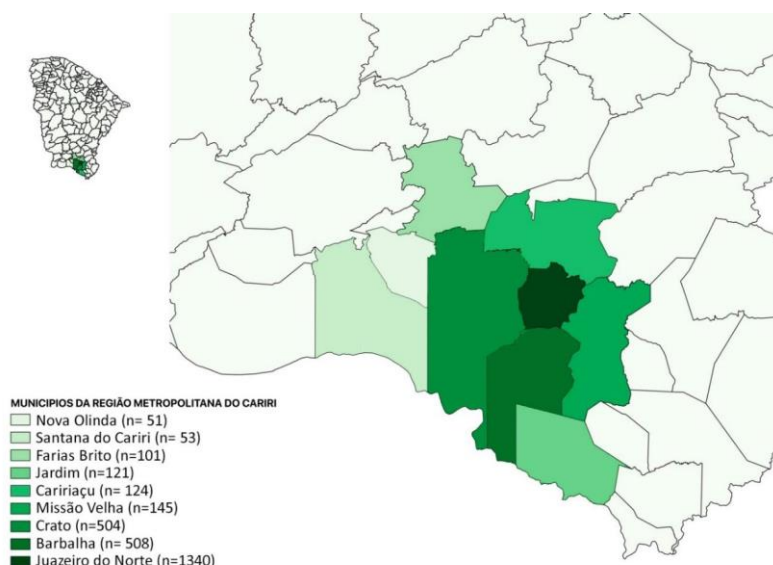 MUNICIPIOS DA REGIÃO METROPOLITANA DO CARIRI
Nova Olinda (n= 51)
Santana do Cariri (n= 53)
Farias Brito (n=101)
Jardim (n=121)
Caririaçu (n= 124)
Missão Velha (n=145)
Crato (n=504)
Barbalha (n= 508)
Juazeiro do Norte (n=1340)